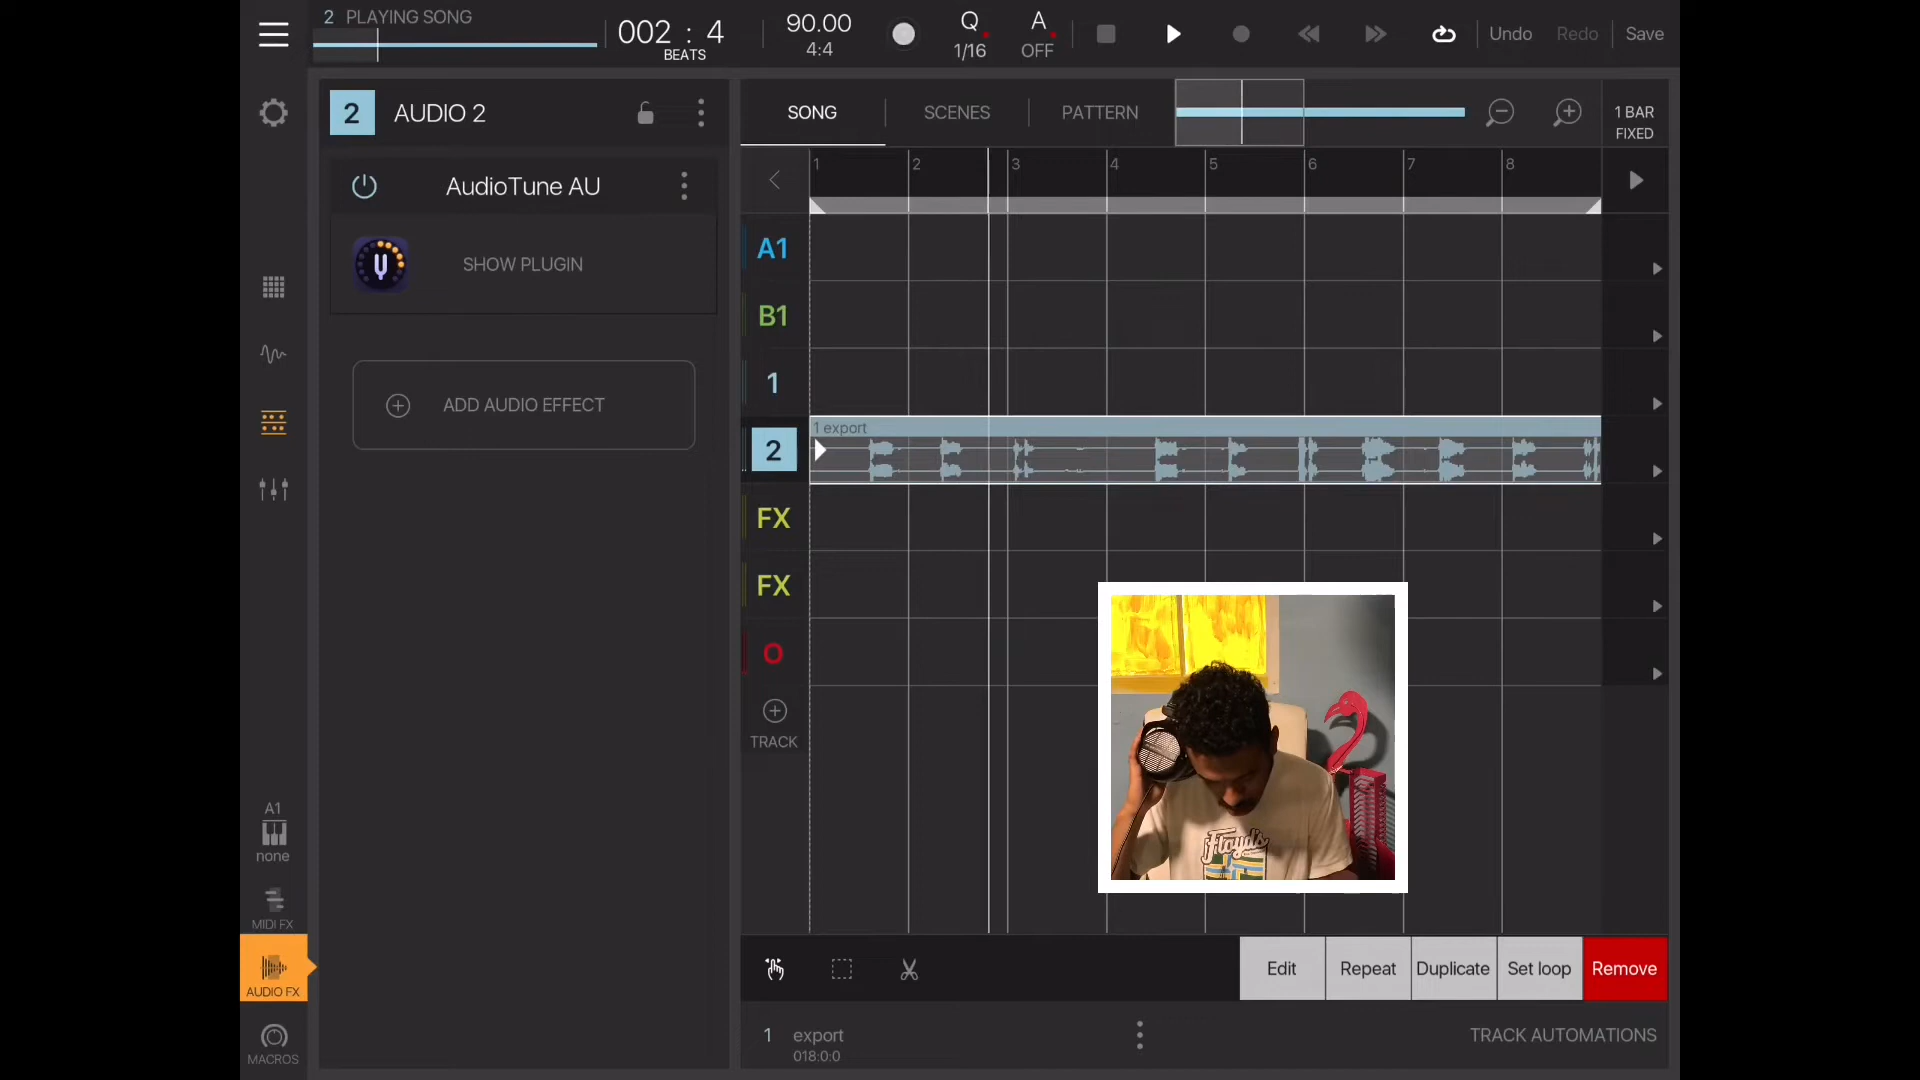 2 PLAYING SONG
002 : 4
BEATS
90.00
4:4
Q
1/16
A
OFF
Undo
Redo
Save
2
AUDIO 2
SONG
SCENES
PATTERN
1 BAR
FIXED
AudioTune AU
SHOW PLUGIN
ADD AUDIO EFFECT
1
2
3
4
5
6
7
8
A1
B1
1
2
1 export
FX
FX
O
TRACK
Floyd's
A1
none
MIDI FX
AUDIO FX
MACROS
Edit
Repeat
Duplicate
Set loop
Remove
1 export
018:0:0
TRACK AUTOMATIONS